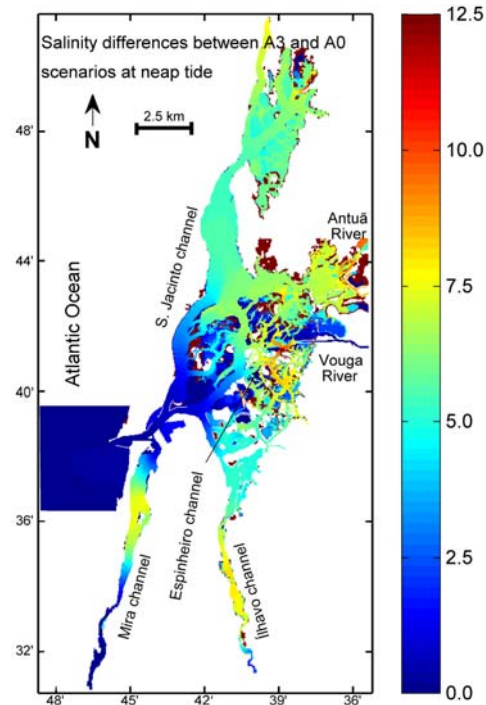 Salinity differences between A3 and A0
scenarios at neap tide
12.5
48'
N
2.5 km
10.0
Antuã
River
44'
S. Jacinto channel
7.5
Atlantic Ocean
Vouga
River
40'
5.0
36'
Mira channel
Espinheiro channel
Ílhavo channel
2.5
32'
0.0
48' 45' 42' 39' 36'